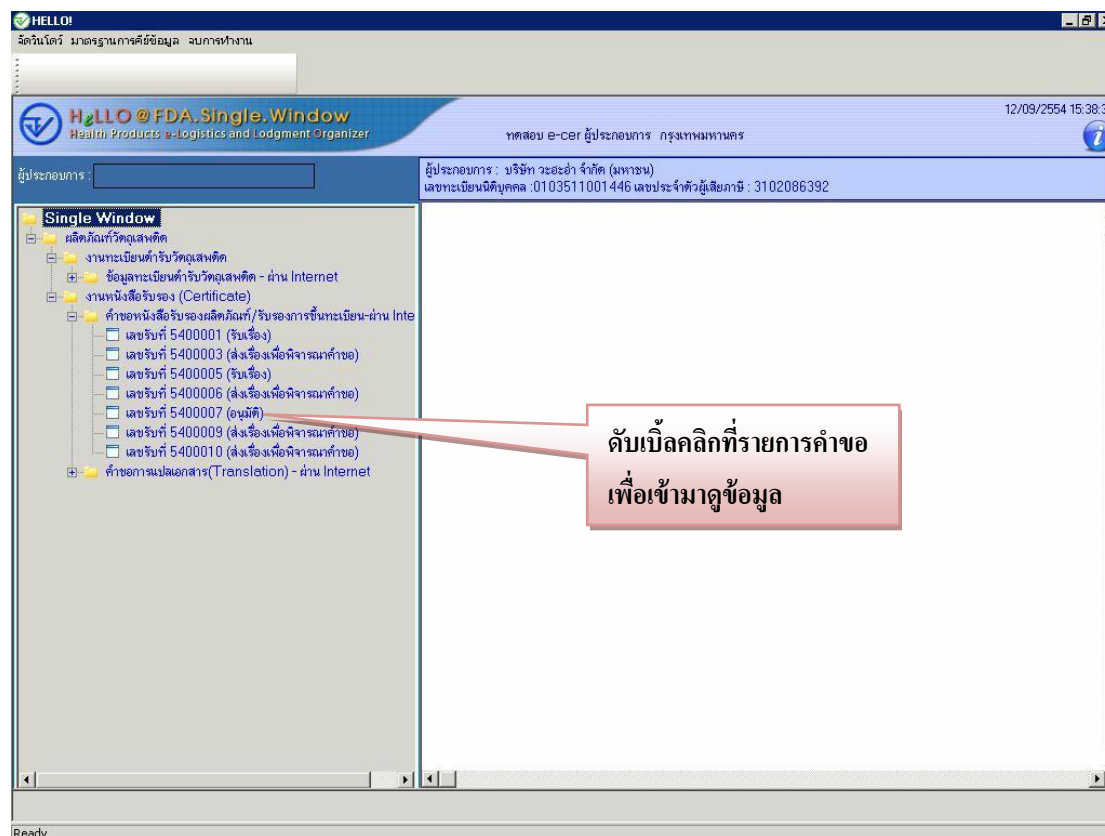 HELLO!
จัดวินโดว์ มาตรฐานการคีย์ข้อมูล จบการทำงาน
HeLLO @ FDA.Single.Window
Health Products e-Logistics and Lodgment Organizer
ทดสอบ e-cer ผู้ประกอบการ กรุงเทพมหานคร
12/09/2554 15:38:3
ผู้ประกอบการ :
ผู้ประกอบการ : บริษัท วะฮะฮ่า จำกัด (มหาชน)
เลขทะเบียนนิติบุคคล :0103511001446 เลขประจำตัวผู้เสียภาษี : 3102086392
Single Window
ผลิตภัณฑ์วัตถุเสพติด
งานทะเบียนตำรับวัตถุเสพติด
ข้อมูลทะเบียนตำรับวัตถุเสพติด - ผ่าน Internet
งานหนังสือรับรอง (Certificate)
คำขอหนังสือรับรองผลิตภัณฑ์/รับรองการขึ้นทะเบียน-ผ่าน Inte
เลขรับที่ 5400001 (รับเรื่อง)
เลขรับที่ 5400003 (ส่งเรื่องเพื่อพิจารณาคำขอ)
เลขรับที่ 5400005 (รับเรื่อง)
เลขรับที่ 5400006 (ส่งเรื่องเพื่อพิจารณาคำขอ)
เลขรับที่ 5400007 (อนุมัติ)
เลขรับที่ 5400009 (ส่งเรื่องเพื่อพิจารณาคำขอ)
เลขรับที่ 5400010 (ส่งเรื่องเพื่อพิจารณาคำขอ)
คำขอการแปลเอกสาร(Translation) - ผ่าน Internet
ดับเบิ้ลคลิกที่รายการคำขอ
เพื่อเข้ามาดูข้อมูล
Ready